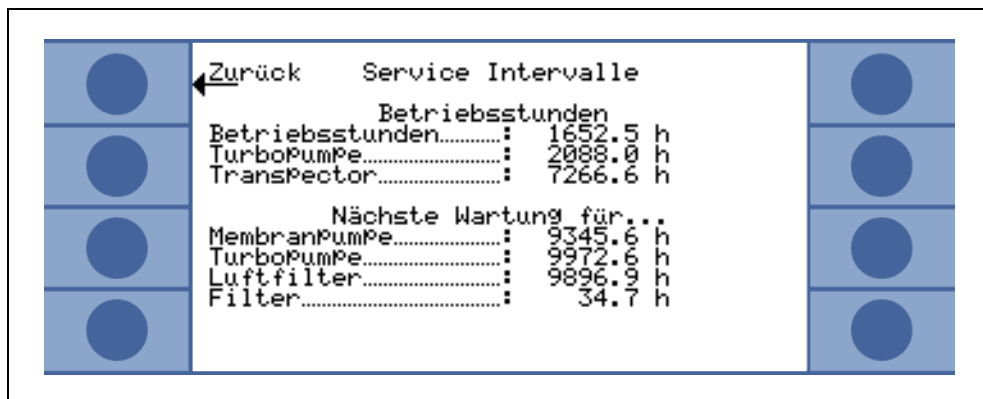 Zurück Service Intervalle
Betriebsstunden
Betriebsstunden...........: 1652.5 h
TurboPumPe...................: 2088.0 h
TransPector...................: 7266.6 h
Nächste Wartung für...
MembranPumPe...............: 9345.6 h
TurboPumPe...................: 9972.6 h
Luftfilter...................: 9896.9 h
Filter...........................: 34.7 h